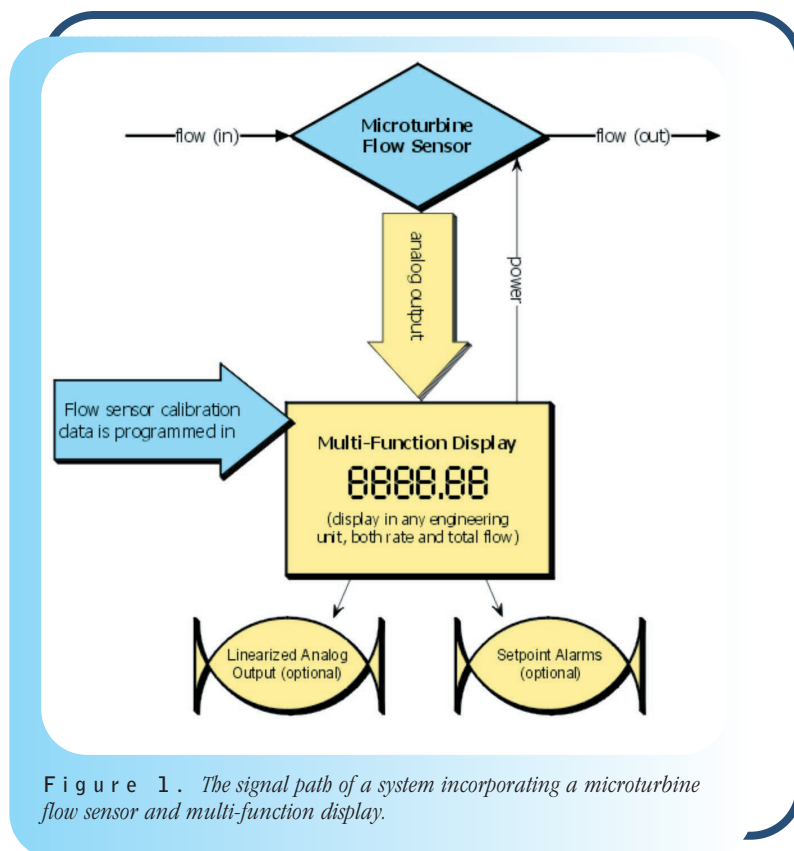 Microturbine
Flow Sensor
flow (in)
flow (out)
analog output
power
Flow sensor calibration
data is programmed in
Multi-Function Display
8888.88
(display in any engineering
unit, both rate and total flow)
Linearized Analog
Output (optional)
Setpoint Alarms
(optional)
Figure 1. The signal path of a system incorporating a microturbine
flow sensor and multi-function display.